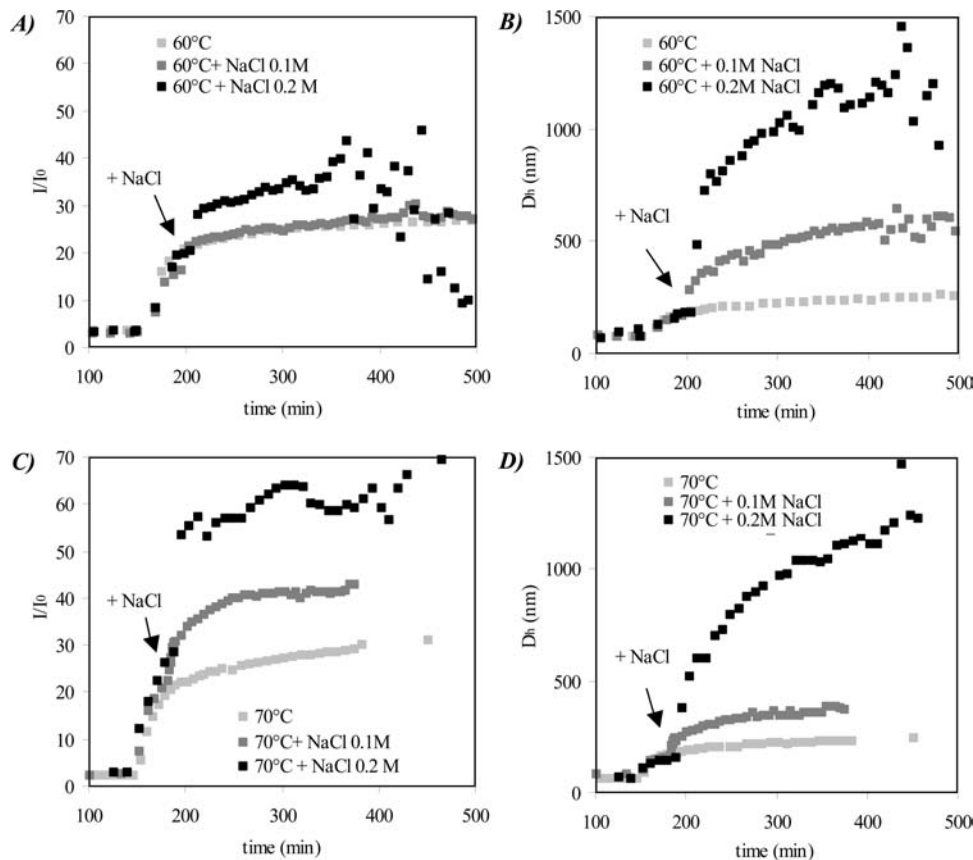 A)
70
60
50
40
30
20
10
0
I/I0
60°C
60°C+ NaCl 0.1M
60°C + NaCl 0.2 M
+ NaCl
100 200 300 400 500
time (min)
B)
1500
1000
500
0
Dh (nm)
60°C
60°C + 0.1M NaCl
60°C + 0.2M NaCl
+ NaCl
100 200 300 400 500
time (min)
C)
70
60
50
40
30
20
10
0
I/I0
+ NaCl
70°C
70°C+ NaCl 0.1M
70°C + NaCl 0.2 M
100 200 300 400 500
time (min)
D)
1500
1000
500
0
Dh (nm)
70°C
70°C + 0.1M NaCl
70°C + 0.2M NaCl
+ NaCl
100 200 300 400 500
time (min)